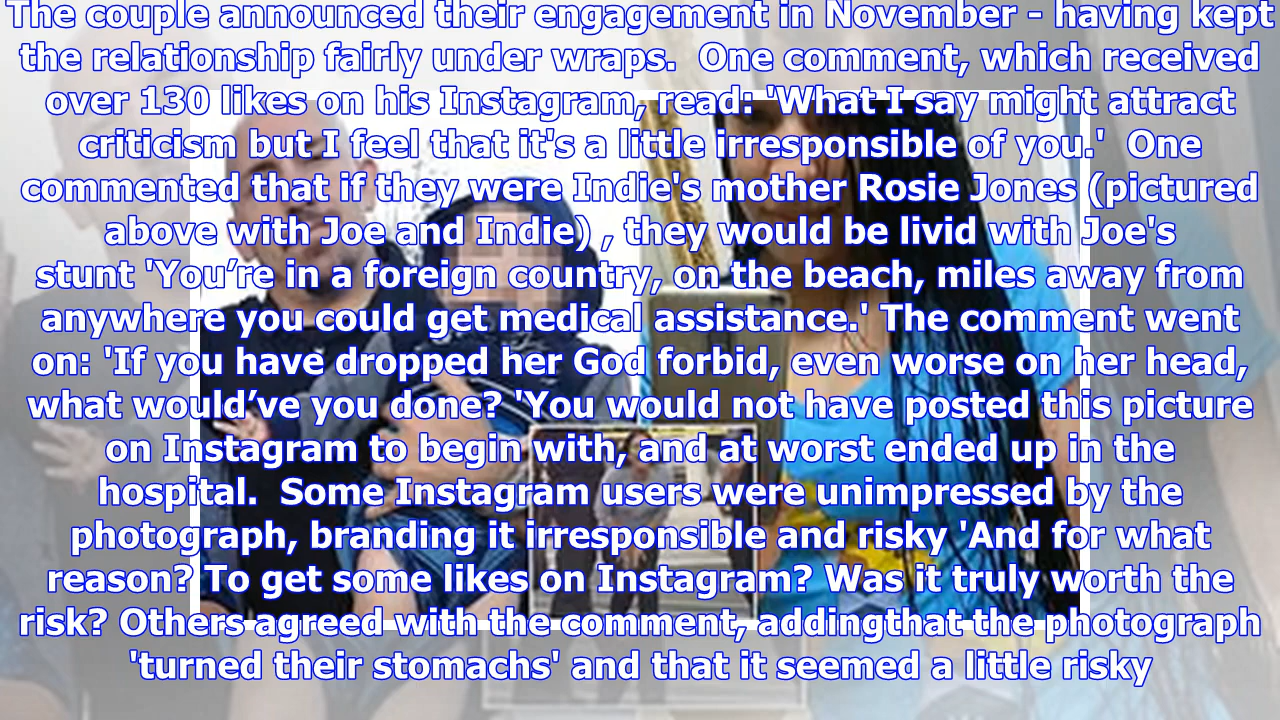 The couple announced their engagement in November - having kept
the relationship fairly under wraps.  One comment, which received
over 130 likes on his Instagram, read: 'What I say might attract
criticism but I feel that it's a little irresponsible of you.'  One
commented that if they were Indie's mother Rosie Jones (pictured
above with Joe and Indie) , they would be livid with Joe's
stunt 'You’re in a foreign country, on the beach, miles away from
anywhere you could get medical assistance.' The comment went
on: 'If you have dropped her God forbid, even worse on her head,
what would’ve you done? 'You would not have posted this picture
on Instagram to begin with, and at worst ended up in the
hospital.  Some Instagram users were unimpressed by the
photograph, branding it irresponsible and risky 'And for what
reason? To get some likes on Instagram? Was it truly worth the
risk? Others agreed with the comment, addingthat the photograph
'turned their stomachs' and that it seemed a little risky